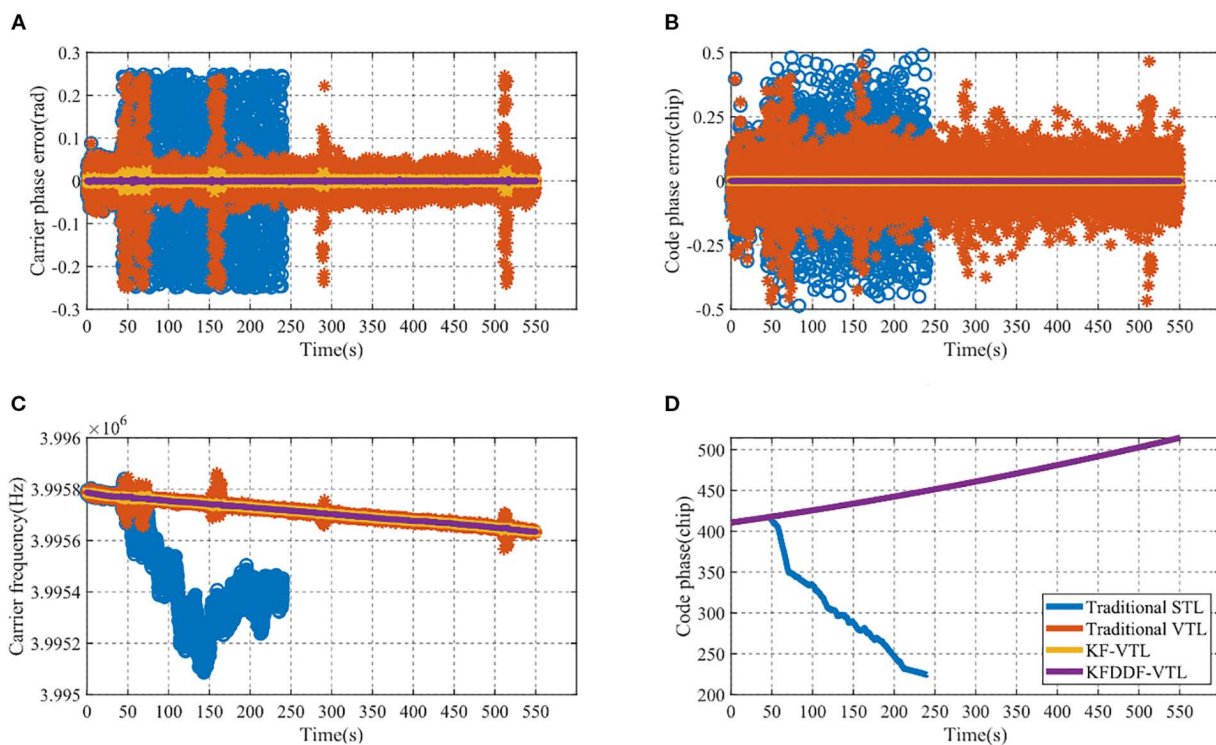 A
0.3
0.2
0.1
0
-0.1
-0.2
-0.3
Carrier phase error(rad)
0 50 100 150 200 250 300 350 400 450 500 550
Time(s)
B
0.5
0.25
0
-0.25
-0.5
Code phase error(chip)
0 50 100 150 200 250 300 350 400 450 500 550
Time(s)
C
×10⁶
3.996
3.9958
3.9956
3.9954
3.9952
3.995
Carrier frequency(Hz)
0 50 100 150 200 250 300 350 400 450 500 550
Time(s)
D
500
450
400
350
300
250
200
Code phase(chip)
0 50 100 150 200 250 300 350 400 450 500 550
Time(s)
Traditional STL
Traditional VTL
KF-VTL
KFDDF-VTL